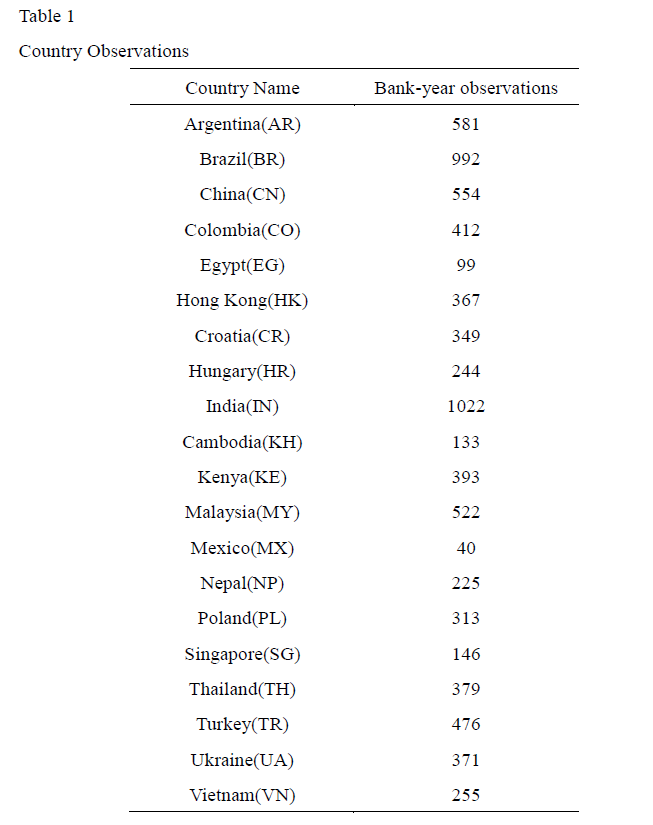 Table 1
Country Observations
Country Name Bank-year observations
Argentina(AR) 581
Brazil(BR) 992
China(CN) 554
Colombia(CO) 412
Egypt(EG) 99
Hong Kong(HK) 367
Croatia(CR) 349
Hungary(HR) 244
India(IN) 1022
Cambodia(KH) 133
Kenya(KE) 393
Malaysia(MY) 522
Mexico(MX) 40
Nepal(NP) 225
Poland(PL) 313
Singapore(SG) 146
Thailand(TH) 379
Turkey(TR) 476
Ukraine(UA) 371
Vietnam(VN) 255